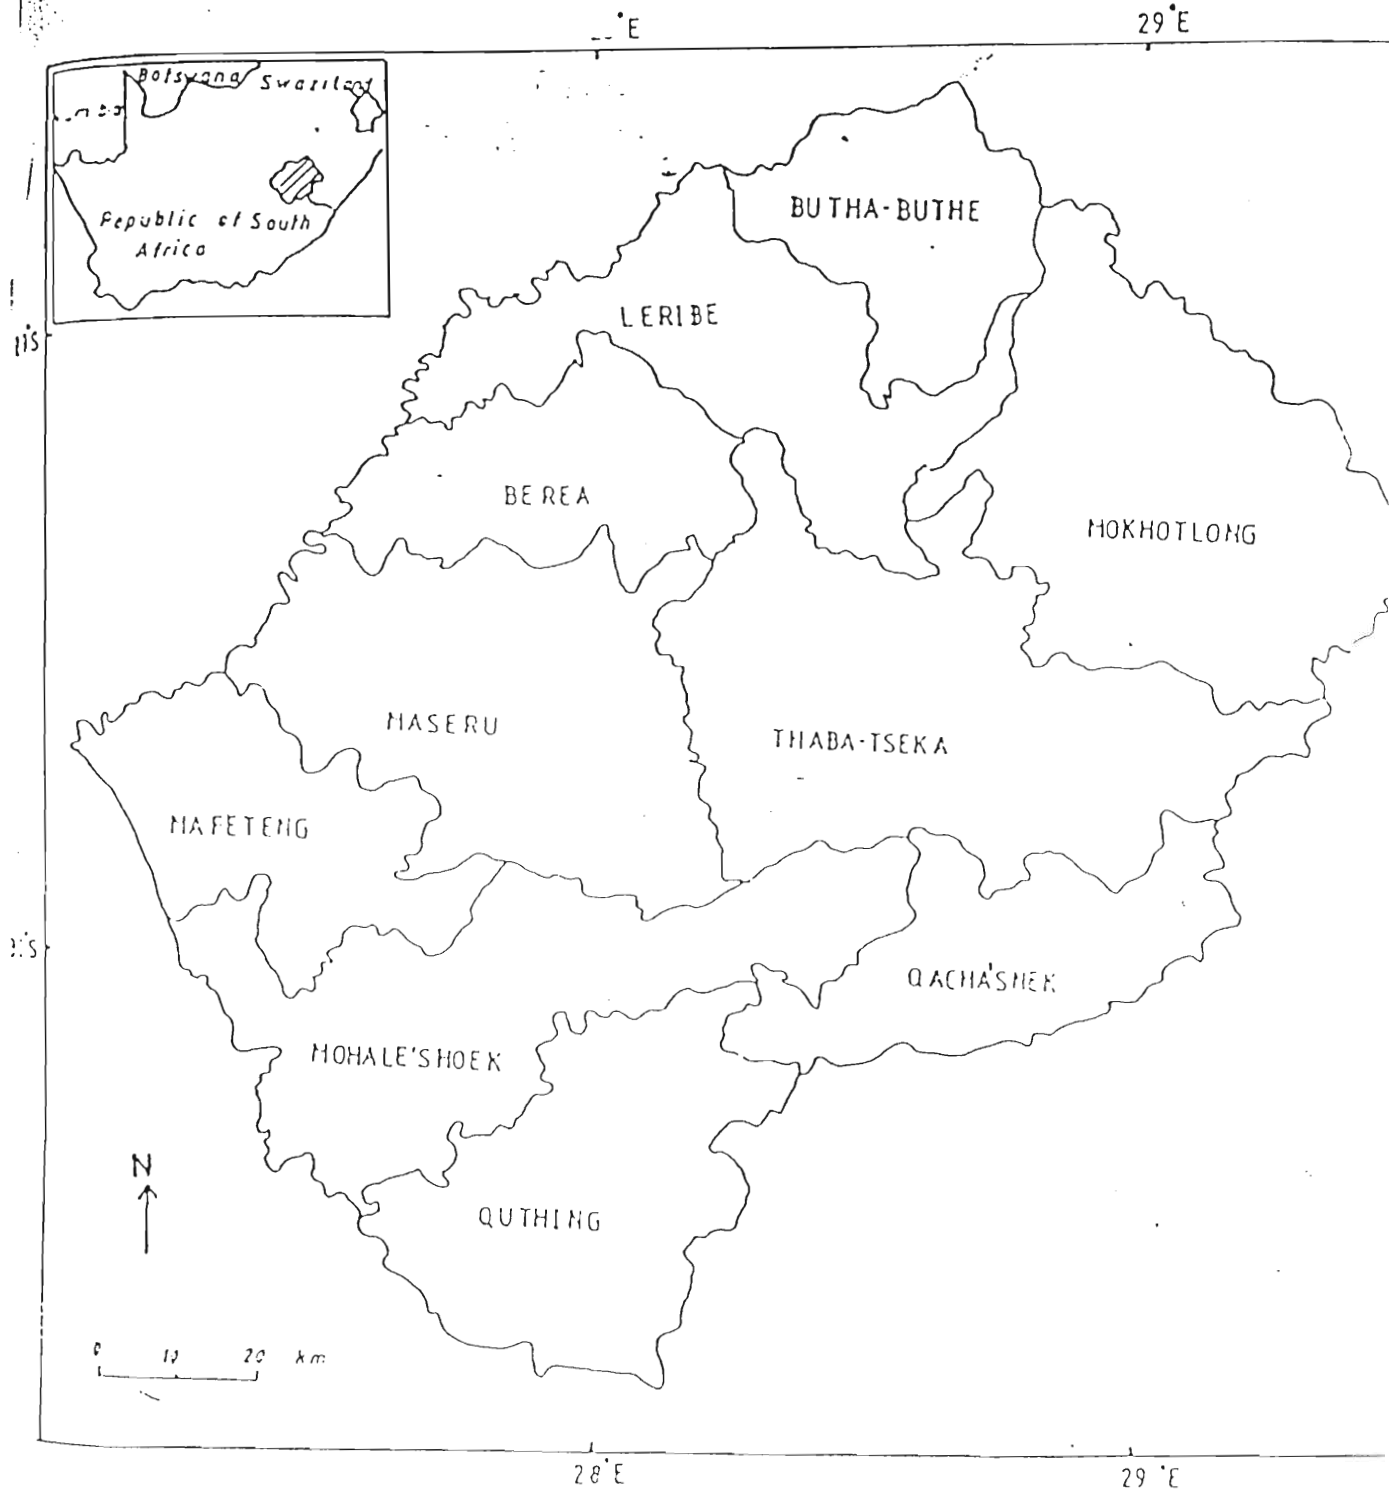 °E
29°E
Botswana
Swaziland
Republic of South
Africa
BUTHA-BUTHE
LERIBE
°S
BEREA
MOKHOTLONG
MASERU
THABA-TSEKA
MAFETENG
°S
QACHA'SNEK
MOHALE'SHOEK
N
QUTHING
0 10 20 km
28°E
29°E